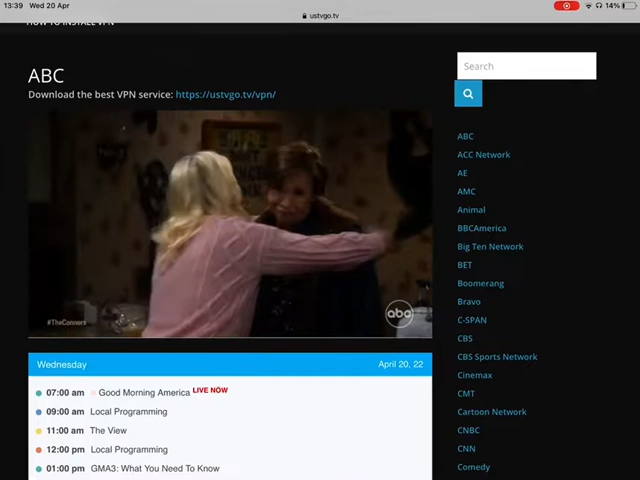 13:39 Wed 20 Apr
14%
ustvgo.tv
HOW TO INSTALL VPN
ABC
Download the best VPN service: https://ustvgo.tv/vpn/
#TheConners
abc
Wednesday April 20, 22
07:00 am Good Morning America LIVE NOW
09:00 am Local Programming
11:00 am The View
12:00 pm Local Programming
01:00 pm GMA3: What You Need To Know
Search
ABC
ACC Network
AE
AMC
Animal
BBCAmerica
Big Ten Network
BET
Boomerang
Bravo
C-SPAN
CBS
CBS Sports Network
Cinemax
CMT
Cartoon Network
CNBC
CNN
Comedy